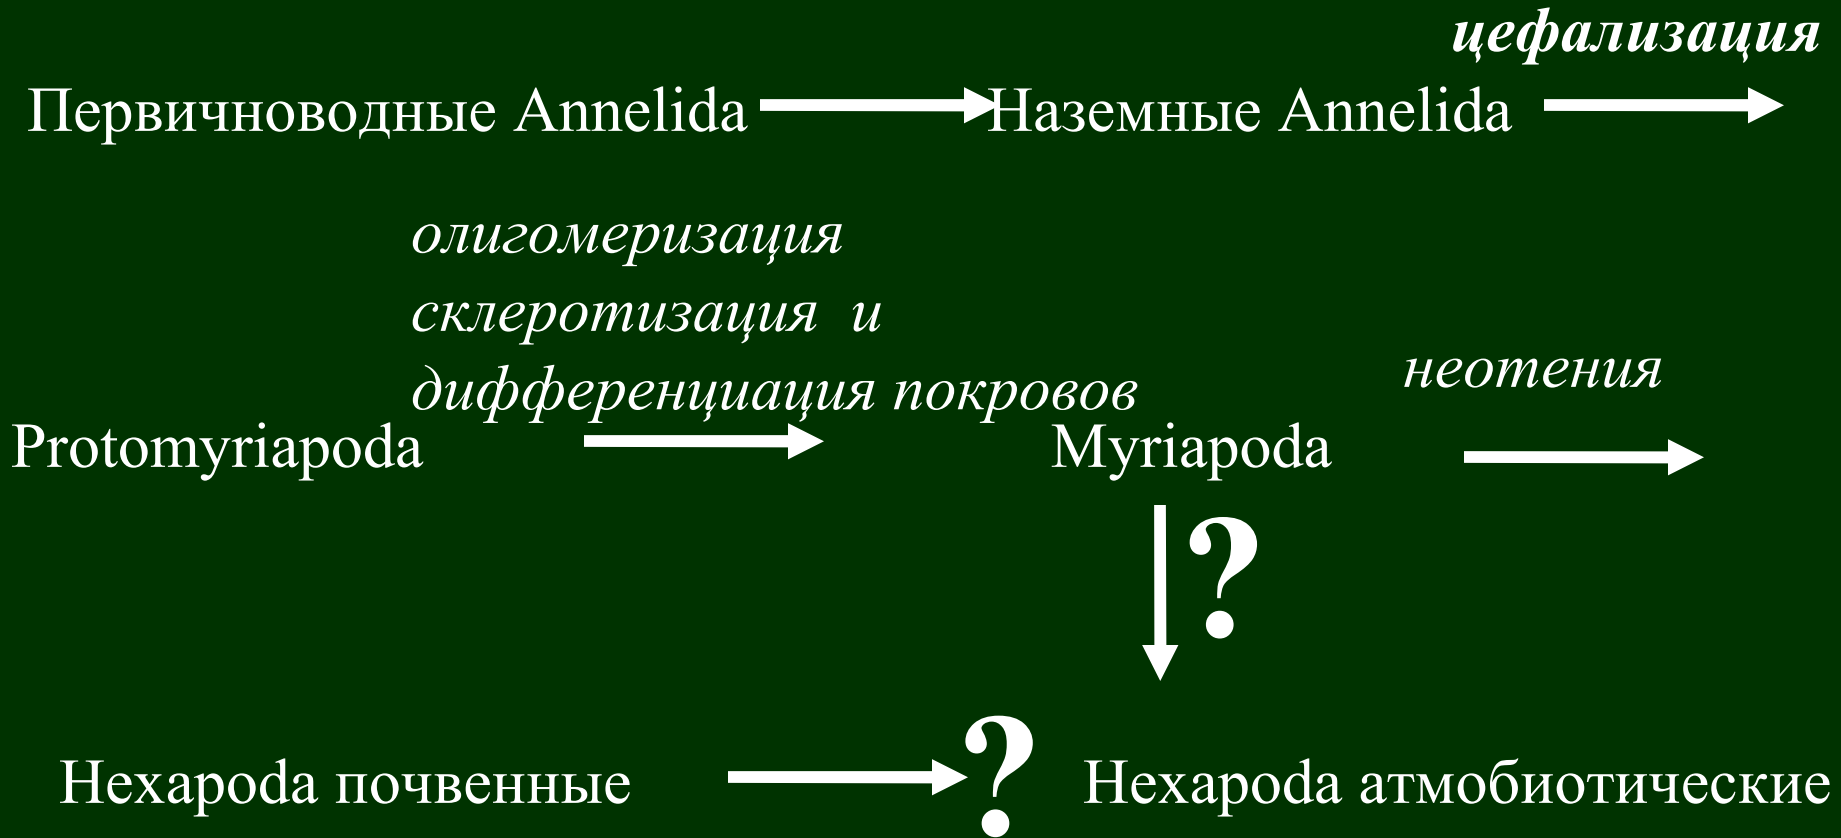 цефализация
Первичноводные Annelida Наземные Annelida
олигомеризация
склеротизация и
дифференциация покровов
неотения
Protomyriapoda Myriapoda
?
?
Hexapoda почвенные Hexapoda атмобиотические